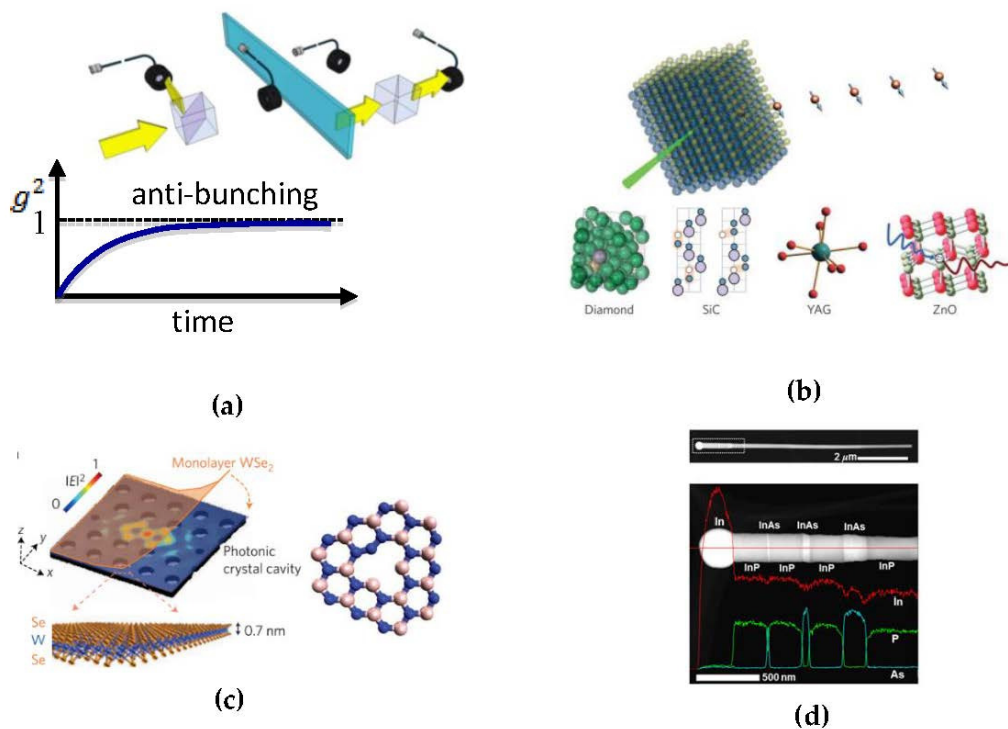 g²
1
anti-bunching
time
(a)
Diamond SiC YAG ZnO
(b)
|E|² 1
0
Monolayer WSe₂
z
y
x
Photonic
crystal cavity
Se
W
Se
0.7 nm
(c)
2 μm
In InAs InAs InAs
InP InP InP InP
In
P
As
500 nm
(d)